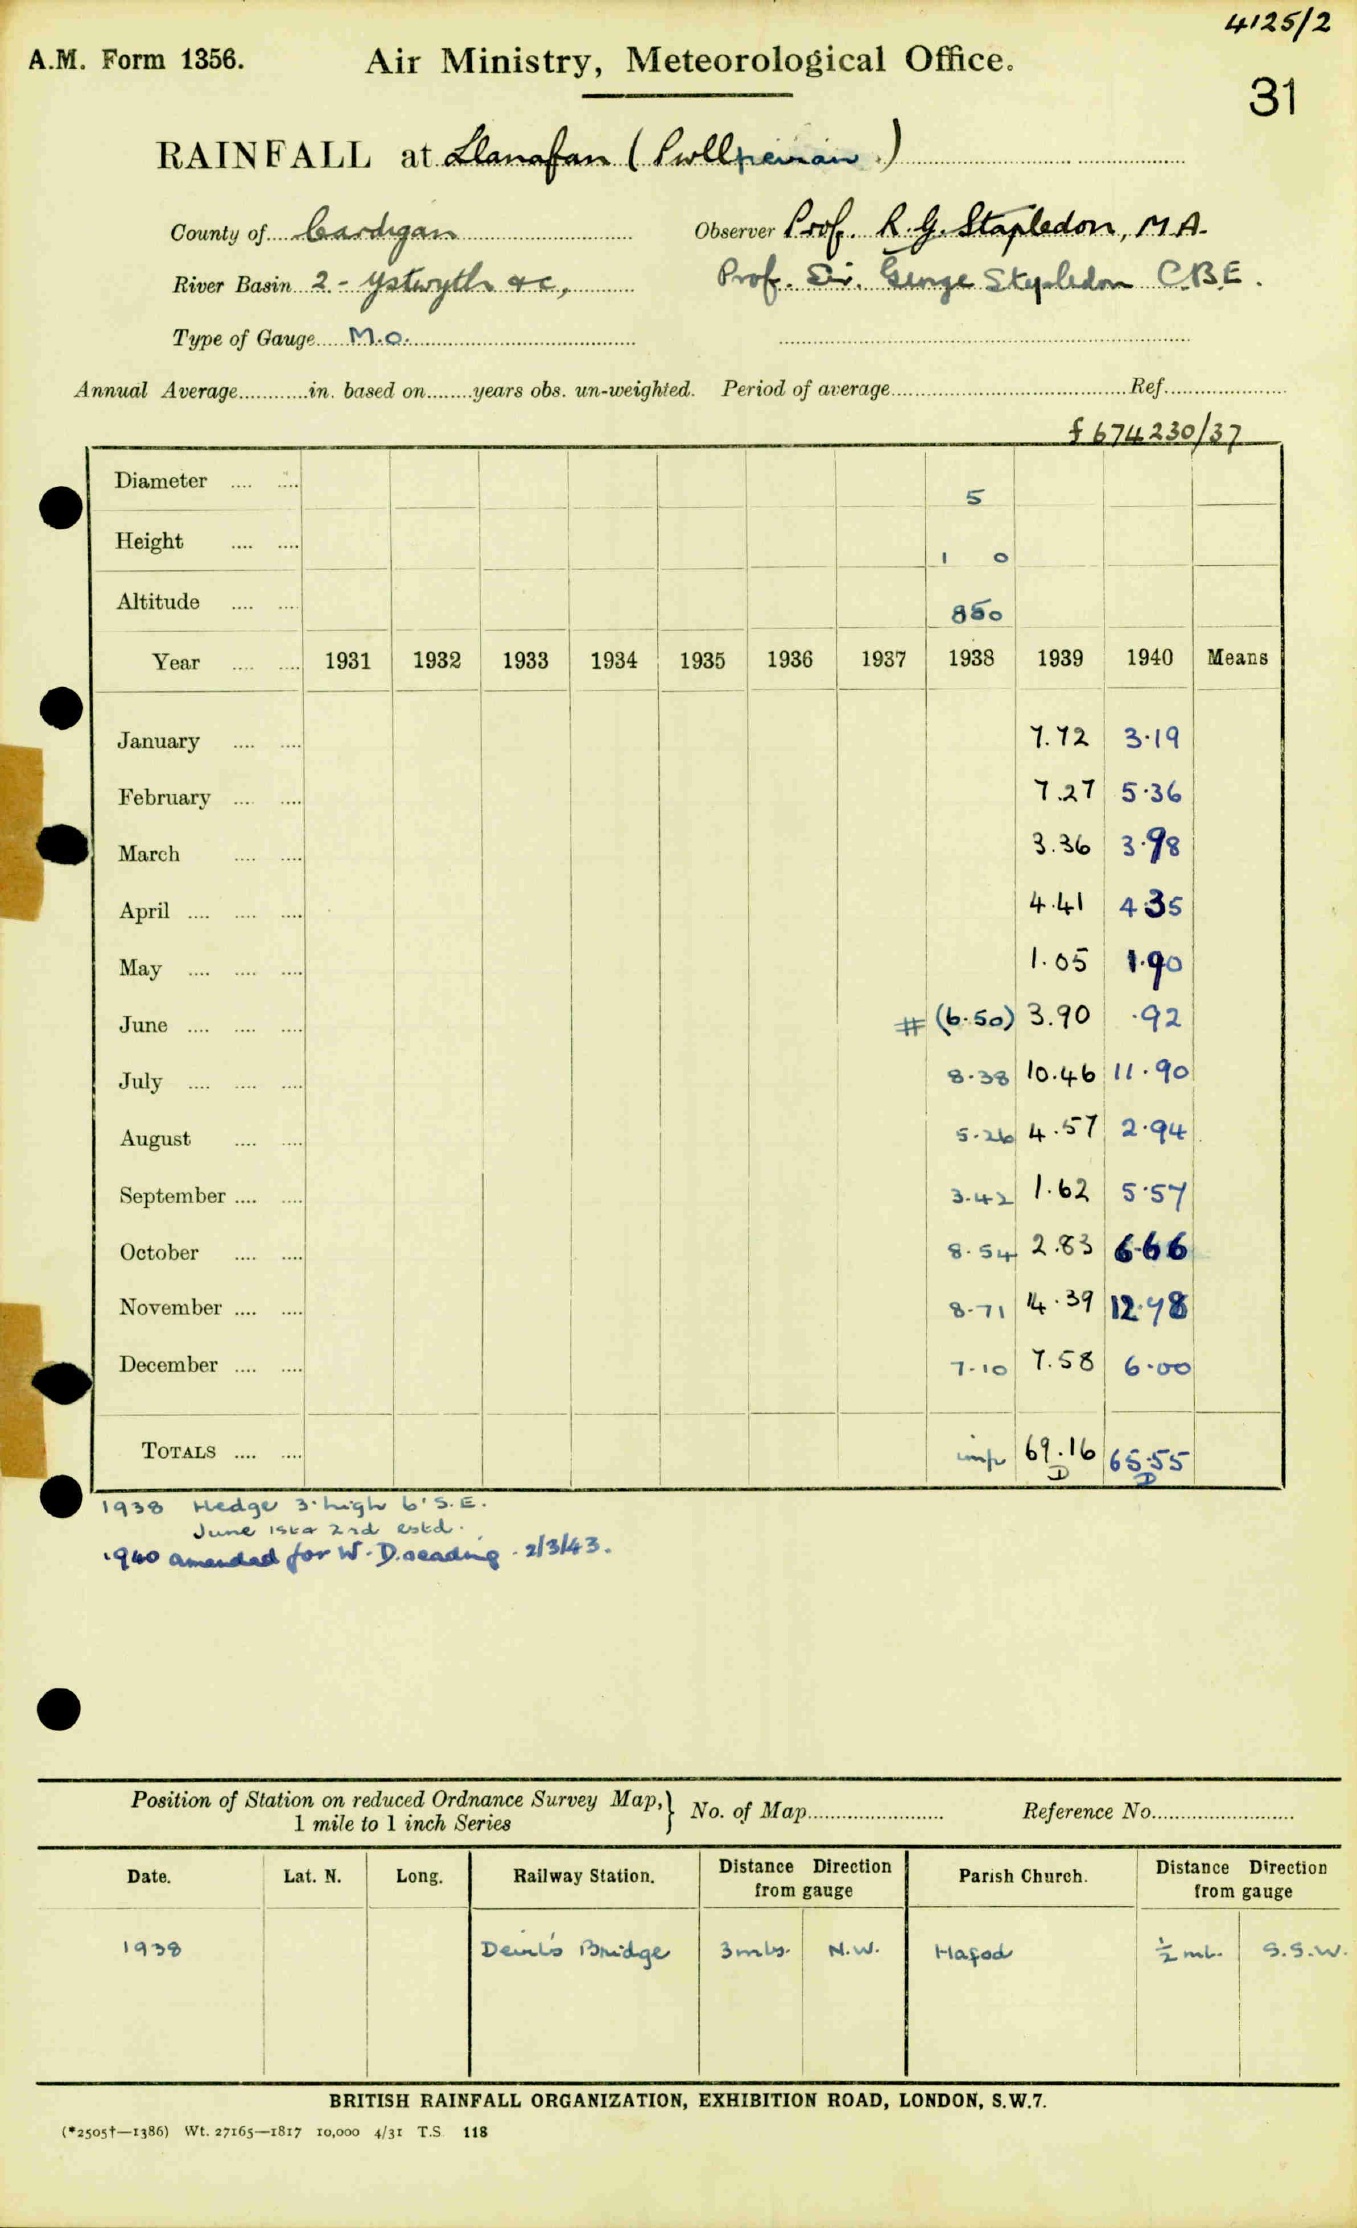 4125/2
A.M. Form 1356. Air Ministry, Meteorological Office.
31
RAINFALL at Llanafan (Pwllpeiran.)
County of Cardigan Observer Prof. R.G. Stapledon, M A.
River Basin 2 - Ystwyth &c, Prof. Sir. George Stapledon C.B.E.
Type of Gauge M.O.
Annual Average in. based on years obs. un-weighted. Period of average Ref.
f 674230/37
Diameter 5
Height 1 0
Altitude 850
Year 1931 1932 1933 1934 1935 1936 1937 1938 1939 1940 Means
January 7.72 3.19
February 7.27 5.36
March 3.36 3.98
April 4.41 4.35
May 1.05 1.90
June # (6.50) 3.90 .92
July 8.38 10.46 11.90
August 5.26 4.57 2.94
September 3.42 1.62 5.57
October 8.54 2.83 6.66
November 8.71 14.39 12.78
December 7.10 7.58 6.00
TOTALS imp 69.16 65.55
D D
1938 Hedge 3' high 6' S.E.
June 1st & 2nd estd.
1940 amended for W.D. reading. 2/3/43.
Position of Station on reduced Ordnance Survey Map, } No. of Map Reference No.
1 mile to 1 inch Series
Date. Lat. N. Long. Railway Station. Distance Direction from gauge Parish Church. Distance Direction from gauge
1938 Devil's Bridge 3 mls. N.W. Hafod ½ ml. S.S.W.
BRITISH RAINFALL ORGANIZATION, EXHIBITION ROAD, LONDON, S.W.7.
(*2505†—1386) Wt. 27165—1817 10,000 4/31 T.S. 118